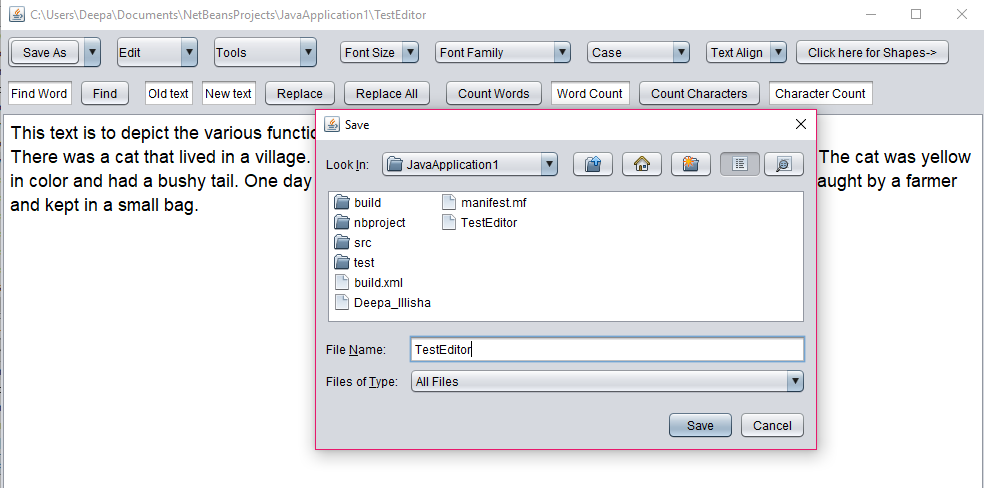 C:\Users\Deepa\Documents\NetBeansProjects\JavaApplication1\TestEditor
Save As Edit Tools Font Size Font Family Case Text Align Click here for Shapes->
Find Word Find Old text New text Replace Replace All Count Words Word Count Count Characters Character Count
This text is to depict the various
There was a cat that lived in a village. The cat was yellow
in color and had a bushy tail. One day by a farmer
and kept in a small bag.
Save
Look In: JavaApplication1
build manifest.mf
nbproject TestEditor
src
test
build.xml
Deepa_Illisha
File Name: TestEditor
Files of Type: All Files
Save Cancel